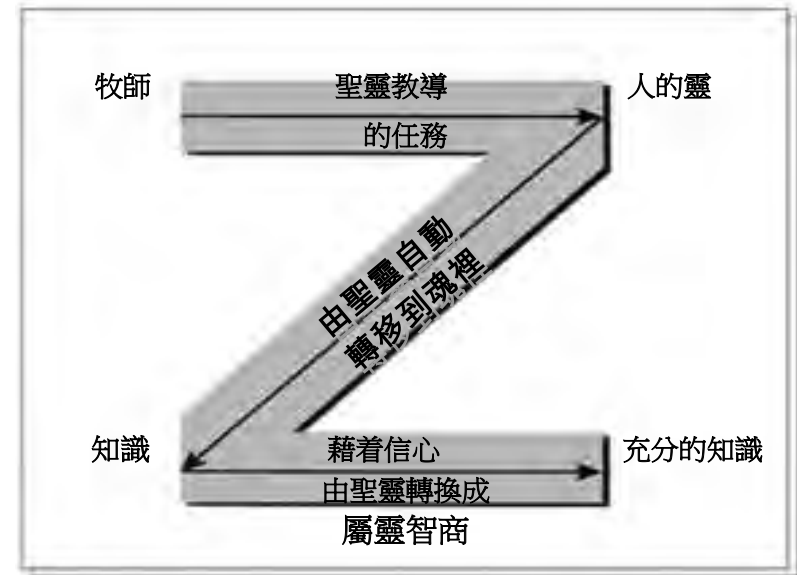 牧師
聖靈教導
人的靈
的任務
由聖靈自動
轉移到魂裡
知識
藉着信心
充分的知識
由聖靈轉換成
屬靈智商